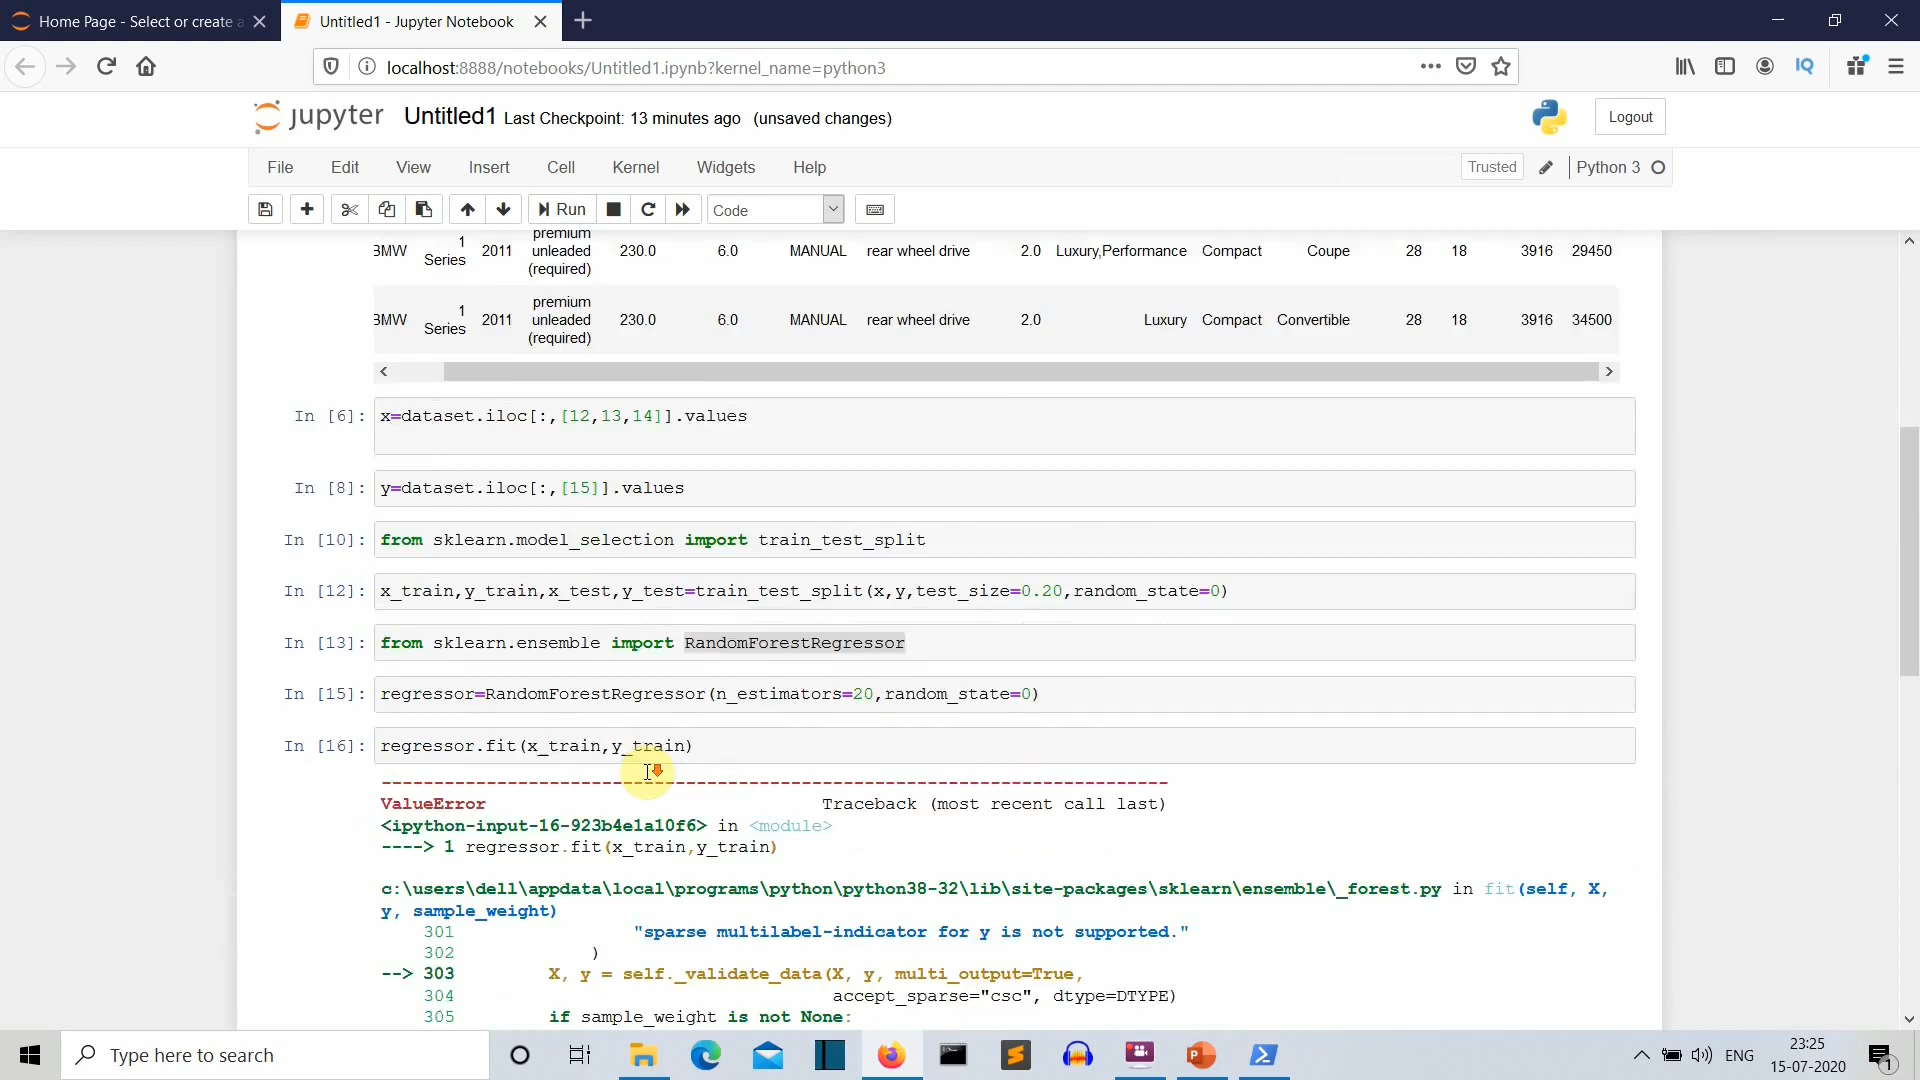 Home Page - Select or create a
Untitled1 - Jupyter Notebook
localhost:8888/notebooks/Untitled1.ipynb?kernel_name=python3
IQ
jupyter Untitled1 Last Checkpoint: 13 minutes ago (unsaved changes)
Logout
File Edit View Insert Cell Kernel Widgets Help
Trusted Python 3
Run Code
BMW 1 Series 2011 premium unleaded (required) 230.0 6.0 MANUAL rear wheel drive 2.0 Luxury,Performance Compact Coupe 28 18 3916 29450
BMW 1 Series 2011 premium unleaded (required) 230.0 6.0 MANUAL rear wheel drive 2.0 Luxury Compact Convertible 28 18 3916 34500
In [6]: x=dataset.iloc[:,[12,13,14]].values
In [8]: y=dataset.iloc[:,[15]].values
In [10]: from sklearn.model_selection import train_test_split
In [12]: x_train,y_train,x_test,y_test=train_test_split(x,y,test_size=0.20,random_state=0)
In [13]: from sklearn.ensemble import RandomForestRegressor
In [15]: regressor=RandomForestRegressor(n_estimators=20,random_state=0)
In [16]: regressor.fit(x_train,y_train)
---------------------------------------------------------------------------
ValueError Traceback (most recent call last)
<ipython-input-16-923b4e1a10f6> in <module>
----> 1 regressor.fit(x_train,y_train)
c:\users\dell\appdata\local\programs\python\python38-32\lib\site-packages\sklearn\ensemble\_forest.py in fit(self, X,
y, sample_weight)
301 "sparse multilabel-indicator for y is not supported."
302 )
--> 303 X, y = self._validate_data(X, y, multi_output=True,
304 accept_sparse="csc", dtype=DTYPE)
305 if sample_weight is not None:
Type here to search
ENG
23:25
15-07-2020
1